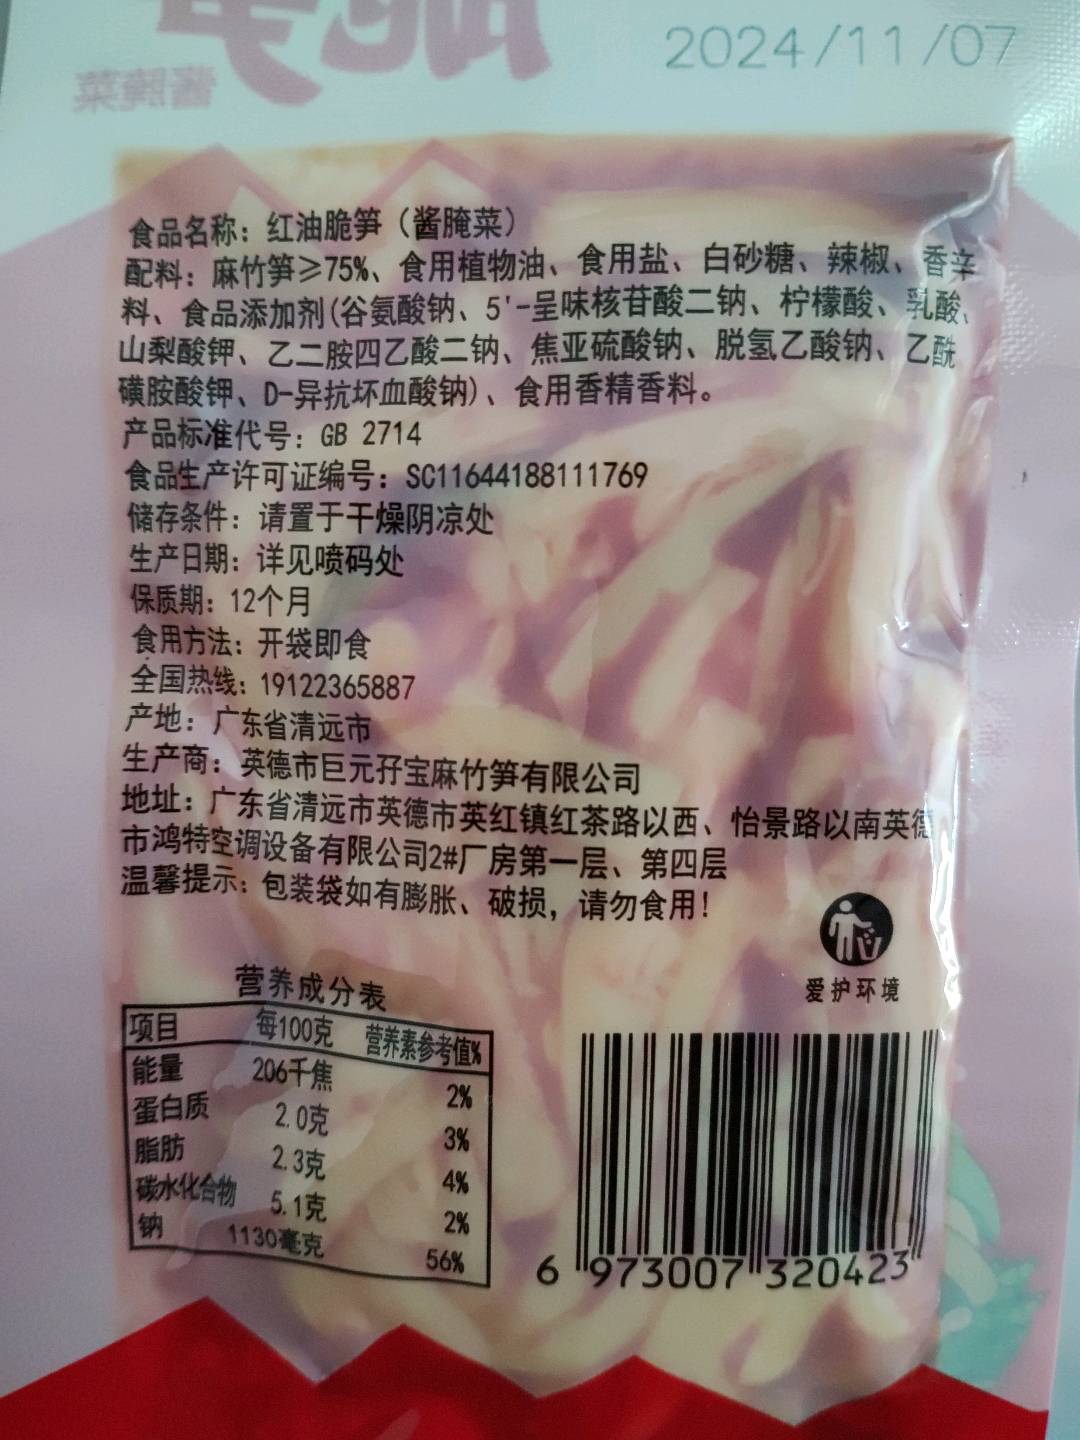 2024/11/07
脆笋
酱腌菜
食品名称：红油脆笋（酱腌菜）
配料：麻竹笋≥75%、食用植物油、食用盐、白砂糖、辣椒、香辛
料、食品添加剂(谷氨酸钠、5'-呈味核苷酸二钠、柠檬酸、乳酸、
山梨酸钾、乙二胺四乙酸二钠、焦亚硫酸钠、脱氢乙酸钠、乙酰
磺胺酸钾、D-异抗坏血酸钠)、食用香精香料。
产品标准代号：GB 2714
食品生产许可证编号：SC11644188111769
储存条件：请置于干燥阴凉处
生产日期：详见喷码处
保质期：12个月
食用方法：开袋即食
全国热线：19122365887
产地：广东省清远市
生产商：英德市巨元孖宝麻竹笋有限公司
地址：广东省清远市英德市英红镇红茶路以西、怡景路以南英德
市鸿特空调设备有限公司2#厂房第一层、第四层
温馨提示：包装袋如有膨胀、破损，请勿食用！
爱护环境
营养成分表
项目 每100克 营养素参考值%
能量 206千焦 2%
蛋白质 2.0克 3%
脂肪 2.3克 4%
碳水化合物 5.1克 2%
钠 1130毫克 56%
6 973007 320423